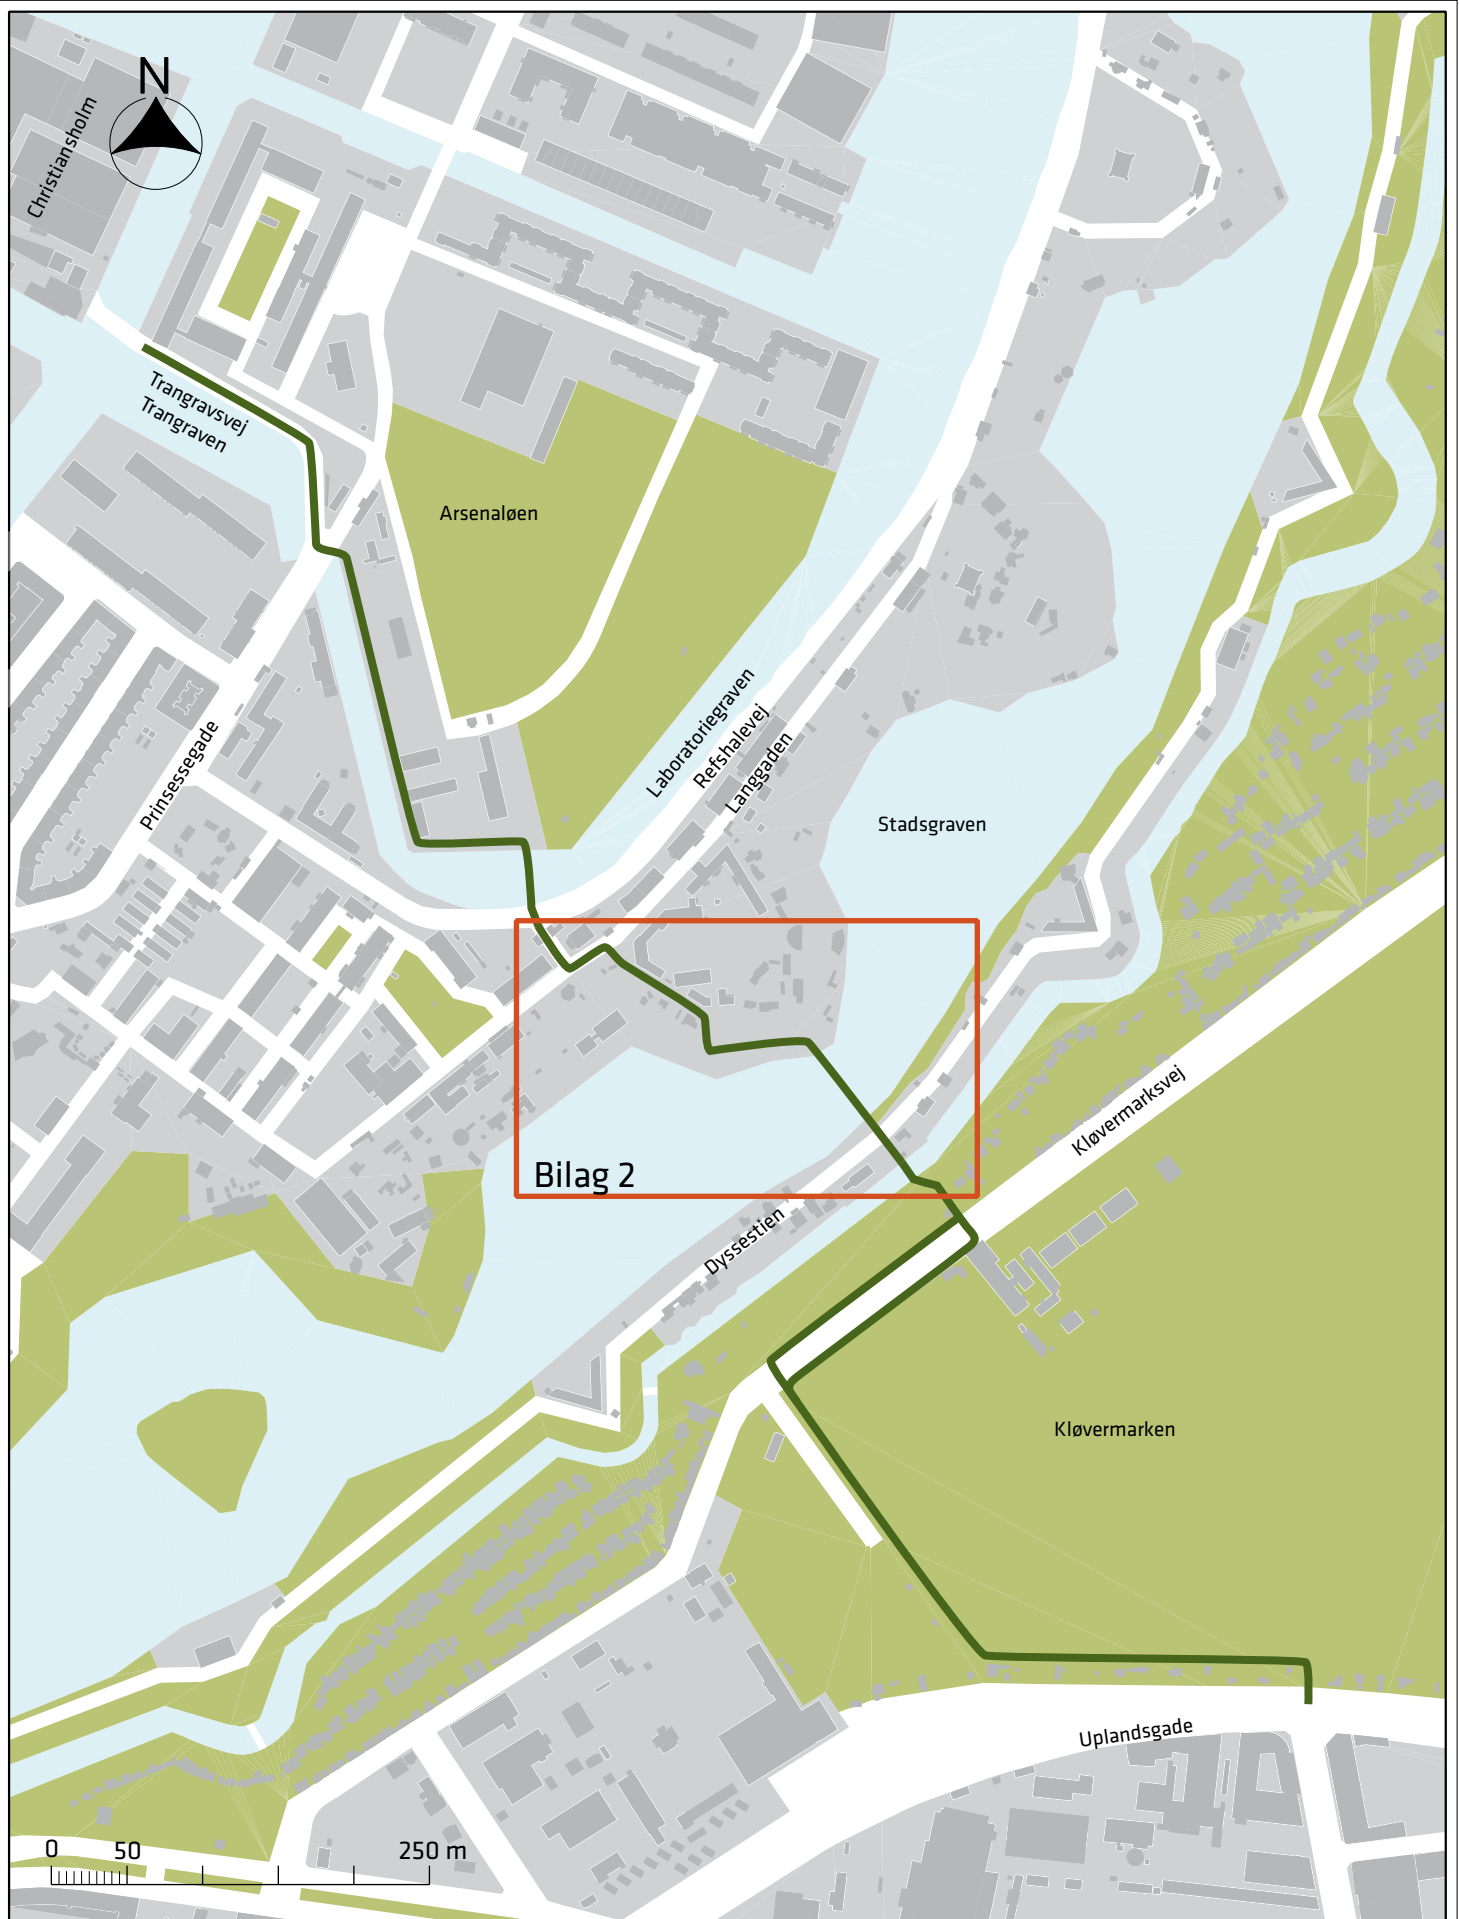 N
Christiansholm
Trangravsvej
Trangraven
Arsenaløen
Prinsessegade
Laboratoriegraven
Refshalevej
Langgaden
Stadsgraven
Kløvermarksvej
Bilag 2
Dyssestien
Kløvermarken
Uplandsgade
0 50 250 m